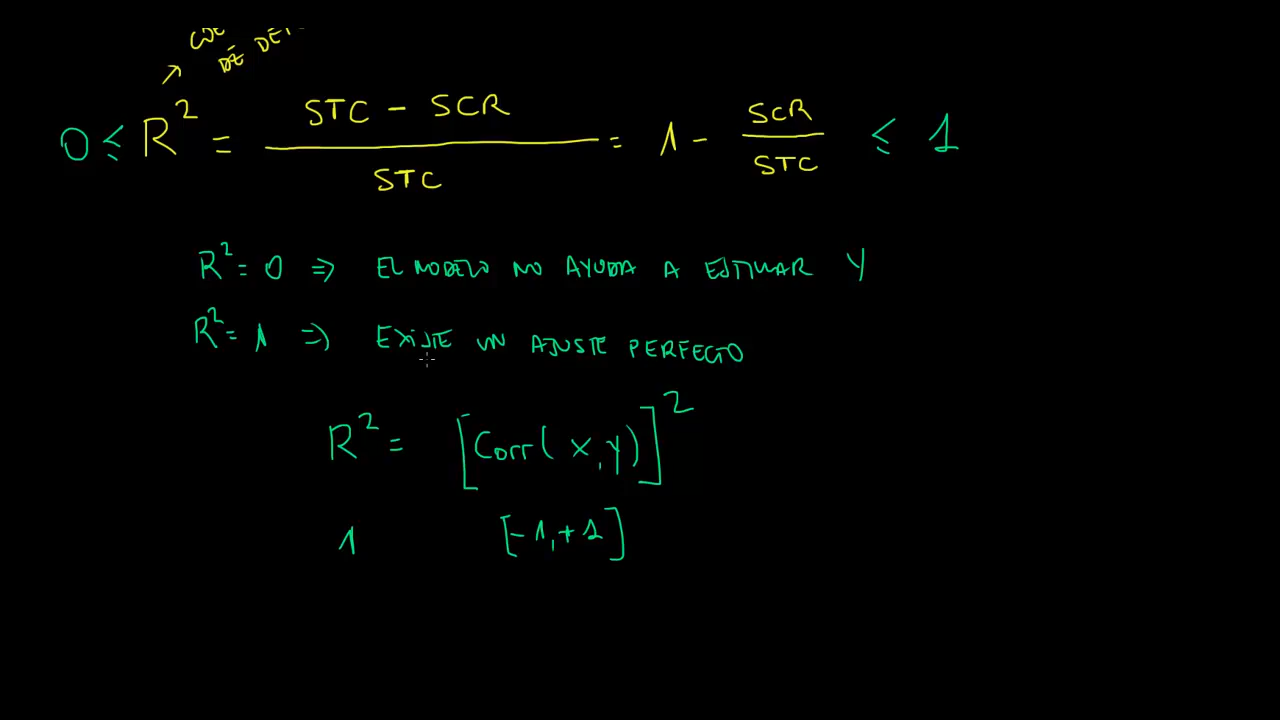 DE
0 ≤ R² = (STC - SCR) / STC = 1 - SCR / STC ≤ 1
R² = 0 ⇒ EL MODELO NO AYUDA A ESTIMAR Y
R² = 1 ⇒ EXISTE UN AJUSTE PERFECTO
R² = [Corr(x,y)]²
1 [-1,+1]